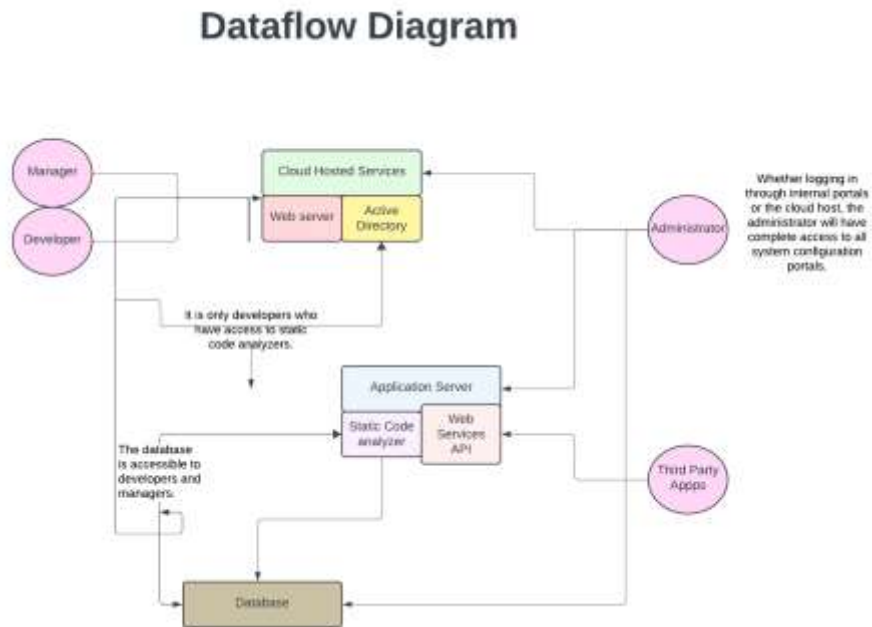 Dataflow Diagram
Manager
Developer
Cloud Hosted Services
Web server
Active
Directory
Administrator
Whether logging in
through internal portals
or the cloud host, the
administrator will have
complete access to all
system configuration
portals.
It is only developers who
have access to static
code analyzers.
Application Server
Static Code
analyzer
Web
Services
API
The database
is accessible to
developers and
managers.
Third Party
Appps
Database